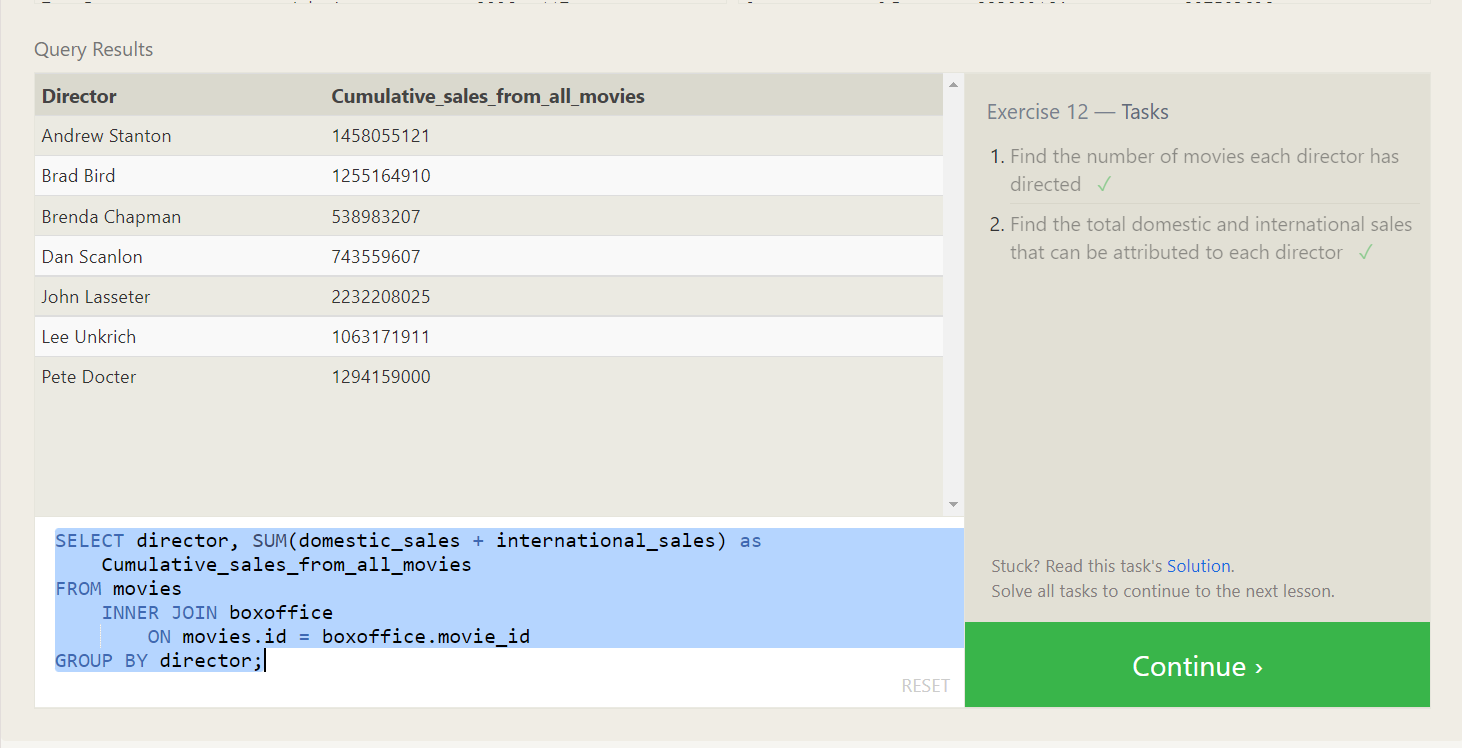 Query Results
Director Cumulative_sales_from_all_movies
Andrew Stanton 1458055121
Brad Bird 1255164910
Brenda Chapman 538983207
Dan Scanlon 743559607
John Lasseter 2232208025
Lee Unkrich 1063171911
Pete Docter 1294159000
SELECT director, SUM(domestic_sales + international_sales) as
Cumulative_sales_from_all_movies
FROM movies
INNER JOIN boxoffice
ON movies.id = boxoffice.movie_id
GROUP BY director;
RESET
Exercise 12 — Tasks
1. Find the number of movies each director has
directed ✓
2. Find the total domestic and international sales
that can be attributed to each director ✓
Stuck? Read this task's Solution.
Solve all tasks to continue to the next lesson.
Continue ›